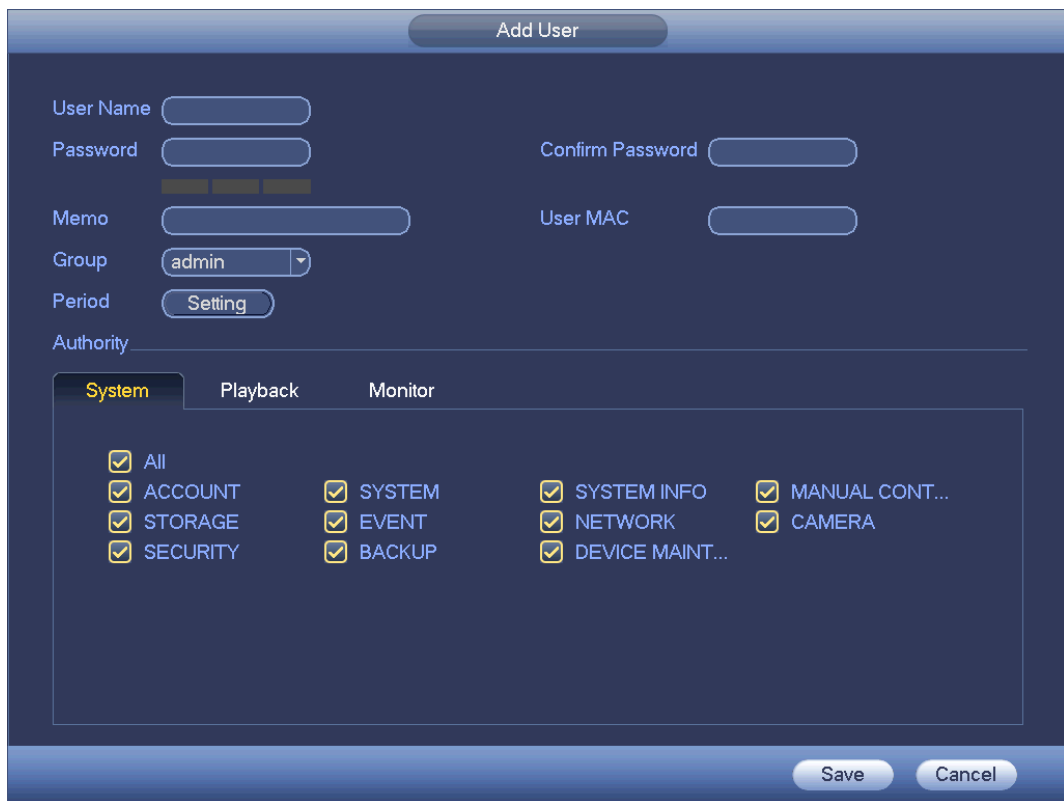 Add User
User Name
Password Confirm Password
Memo User MAC
Group admin
Period Setting
Authority
System Playback Monitor
All
ACCOUNT SYSTEM SYSTEM INFO MANUAL CONT...
STORAGE EVENT NETWORK CAMERA
SECURITY BACKUP DEVICE MAINT...
Save Cancel